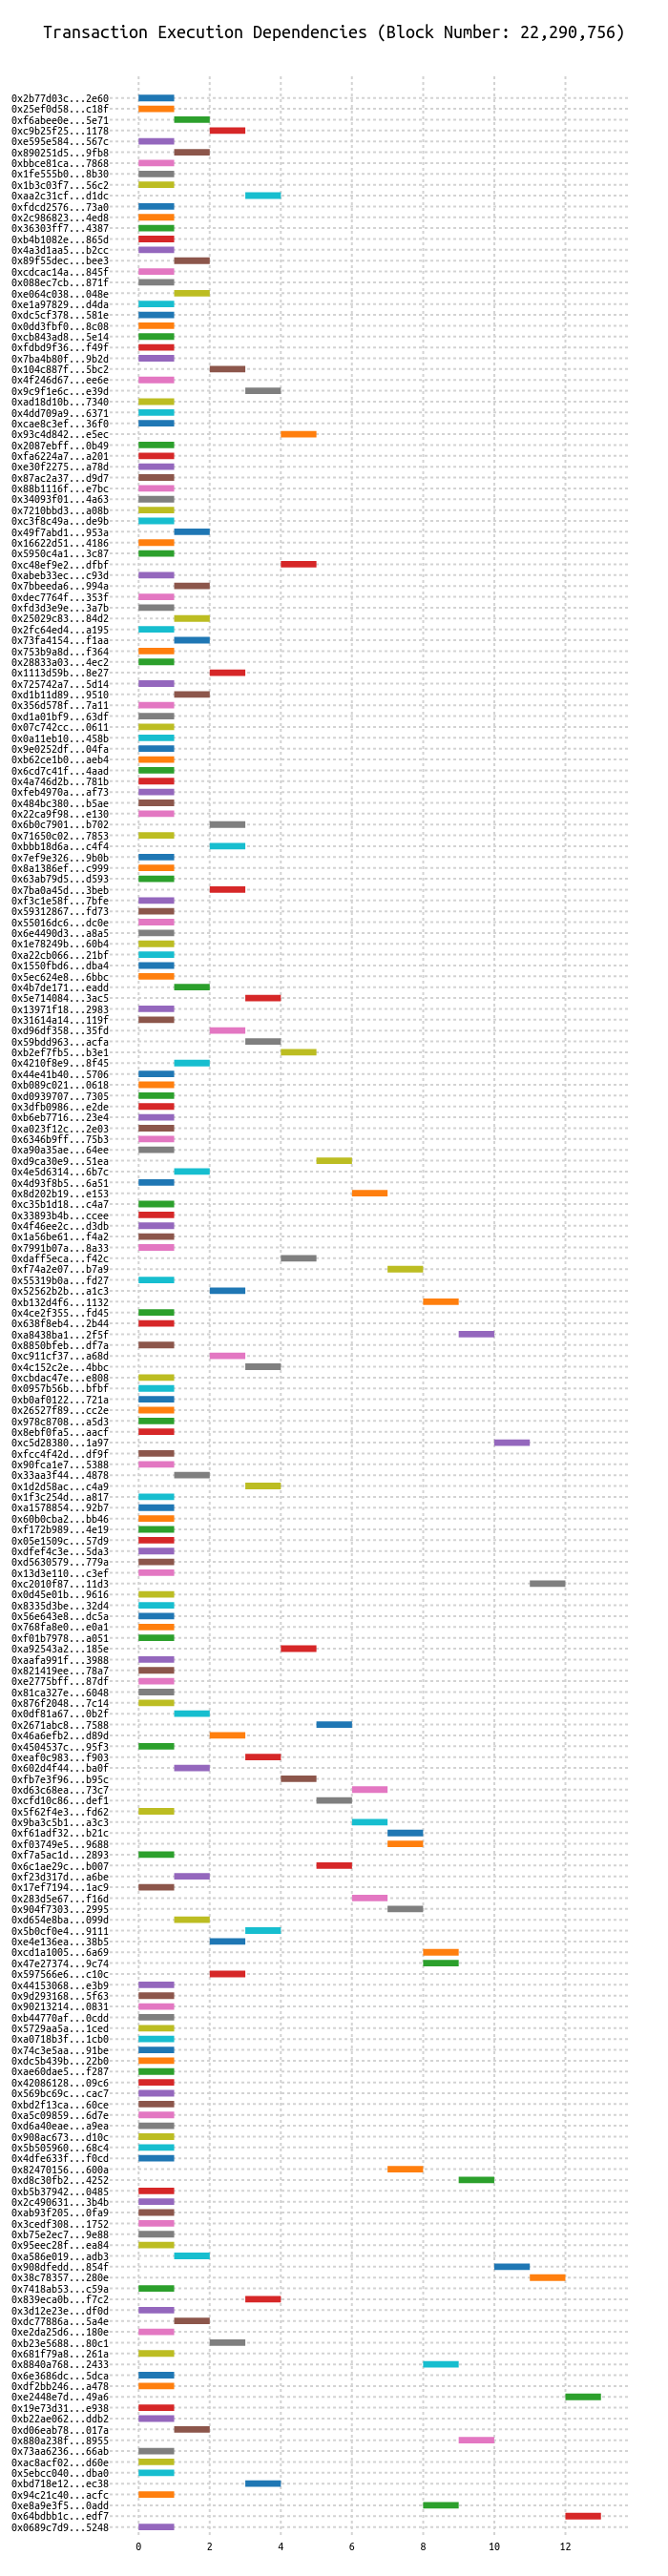 Transaction Execution Dependencies (Block Number: 22,290,756)
0x2b77d03c...2e60
0x25ef0d58...c18f
0xf6abee0e...5e71
0xc9b25f25...1178
0xe595e584...567c
0x890251d5...9fb8
0xbbce81ca...7868
0x1fe555b0...8b30
0x1b3c03f7...56c2
0xaa2c31cf...d1dc
0xfdcd2576...73a0
0x2c986823...4ed8
0x36303ff7...4387
0xb4b1082e...865d
0x4a3d1aa5...b2cc
0x89f55dec...bee3
0xcdcac14a...845f
0x088ec7cb...871f
0xe064c038...048e
0xe1a97829...d4da
0xdc5cf378...581e
0x0dd3fbf0...8c08
0xcb843ad8...5e14
0xfdbd9f36...f49f
0x7ba4b80f...9b2d
0x104c887f...5bc2
0x4f246d67...ee6e
0x9c9f1e6c...e39d
0xad18d10b...7340
0x4dd709a9...6371
0xcae8c3ef...36f0
0x93c4d842...e5ec
0x2087ebff...0b49
0xfa6224a7...a201
0xe30f2275...a78d
0x87ac2a37...d9d7
0x88b1116f...e7bc
0x34093f01...4a63
0x7210bbd3...a08b
0xc3f8c49a...de9b
0x49f7abd1...953a
0x16622d51...4186
0x5950c4a1...3c87
0xc48ef9e2...dfbf
0xabeb33ec...c93d
0x7bbeeda6...994a
0xdec7764f...353f
0xfd3d3e9e...3a7b
0x25029c83...84d2
0x2fc64ed4...a195
0x73fa4154...f1aa
0x753b9a8d...f364
0x28833a03...4ec2
0x1113d59b...8e27
0x725742a7...5d14
0xd1b11d89...9510
0x356d578f...7a11
0xd1a01bf9...63df
0x07c742cc...0611
0x0a11eb10...458b
0x9e0252df...04fa
0xb62ce1b0...aeb4
0x6cd7c41f...4aad
0x4a746d2b...781b
0xfeb4970a...af73
0x484bc380...b5ae
0x22ca9f98...e130
0x6b0c7901...b702
0x71650c02...7853
0xbbb18d6a...c4f4
0x7ef9e326...9b0b
0x8a1386ef...c999
0x63ab79d5...d593
0x7ba0a45d...3beb
0xf3c1e58f...7bfe
0x59312867...fd73
0x55016dc6...dc0e
0x6e4490d3...a8a5
0x1e78249b...60b4
0xa22cb066...21bf
0x1550fbd6...dba4
0x5ec624e8...6bbc
0x4b7de171...eadd
0x5e714084...3ac5
0x13971f18...2983
0x31614a14...119f
0xd96df358...35fd
0x59bdd963...acfa
0xb2ef7fb5...b3e1
0x4210f8e9...8f45
0x44e41b40...5706
0xb089c021...0618
0xd0939707...7305
0x3dfb0986...e2de
0xb6eb7716...23e4
0xa023f12c...2e03
0x6346b9ff...75b3
0xa90a35ae...64ee
0xd9ca30e9...51ea
0x4e5d6314...6b7c
0x4d93f8b5...6a51
0x8d202b19...e153
0xc35b1d18...c4a7
0x33893b4b...ccee
0x4f46ee2c...d3db
0x1a56be61...f4a2
0x7991b07a...8a33
0xdaff5eca...f42c
0xf74a2e07...b7a9
0x55319b0a...fd27
0x52562b2b...a1c3
0xb132d4f6...1132
0x4ce2f355...fd45
0x638f8eb4...2b44
0xa8438ba1...2f5f
0x8850bfeb...df7a
0xc911cf37...a68d
0x4c152c2e...4bbc
0xcbdac47e...e808
0x0957b56b...bfbf
0xb0af0122...721a
0x26527f89...cc2e
0x978c8708...a5d3
0x8ebf0fa5...aacf
0xc5d28380...1a97
0xfcc4f42d...df9f
0x90fca1e7...5388
0x33aa3f44...4878
0x1d2d58ac...c4a9
0x1f3c254d...a817
0xa1578854...92b7
0x60b0cba2...bb46
0xf172b989...4e19
0x05e1509c...57d9
0xdfef4c3e...5da3
0xd5630579...779a
0x13d3e110...c3ef
0xc2010f87...11d3
0x0d45e01b...9616
0x8335d3be...32d4
0x56e643e8...dc5a
0x768fa8e0...e0a1
0xf01b7978...a051
0xa92543a2...185e
0xaafa991f...3988
0x821419ee...78a7
0xe2775bff...87df
0x81ca327e...6048
0x876f2048...7c14
0x0df81a67...0b2f
0x2671abc8...7588
0x46a6efb2...d89d
0x4504537c...95f3
0xeaf0c983...f903
0x602d4f44...ba0f
0xfb7e3f96...b95c
0xd63c68ea...73c7
0xcfd10c86...def1
0x5f62f4e3...fd62
0x9ba3c5b1...a3c3
0xf61adf32...b21c
0xf03749e5...9688
0xf7a5ac1d...2893
0x6c1ae29c...b007
0xf23d317d...a6be
0x17ef7194...1ac9
0x283d5e67...f16d
0x904f7303...2995
0xd654e8ba...099d
0x5b0cf0e4...9111
0xe4e136ea...38b5
0xcd1a1005...6a69
0x47e27374...9c74
0x597566e6...c10c
0x44153068...e3b9
0x9d293168...5f63
0x90213214...0831
0xb44770af...0cdd
0x5729aa5a...1ced
0xa0718b3f...1cb0
0x74c3e5aa...91be
0xdc5b439b...22b0
0xae60dae5...f287
0x42086128...09c6
0x569bc69c...cac7
0xbd2f13ca...60ce
0xa5c09859...6d7e
0xd6a40eae...a9ea
0x908ac673...d10c
0x5b505960...68c4
0x4dfe633f...f0cd
0x82470156...600a
0xd8c30fb2...4252
0xb5b37942...0485
0x2c490631...3b4b
0xab93f205...0fa9
0x3cedf308...1752
0xb75e2ec7...9e88
0x95eec28f...ea84
0xa586e019...adb3
0x908dfedd...854f
0x38c78357...280e
0x7418ab53...c59a
0x839eca0b...f7c2
0x3d12e23e...df0d
0xdc77886a...5a4e
0xe2da25d6...180e
0xb23e5688...80c1
0x681f79a8...261a
0x8840a768...2433
0x6e3686dc...5dca
0xdf2bb246...a478
0xe2448e7d...49a6
0x19e73d31...e938
0xb22ae062...ddb2
0xd06eab78...017a
0x880a238f...8955
0x73aa6236...66ab
0xac8acf02...d60e
0x5ebcc040...dba0
0xbd718e12...ec38
0x94c21c40...acfc
0xe8a9e3f5...0add
0x64bdbb1c...edf7
0x0689c7d9...5248
0 2 4 6 8 10 12